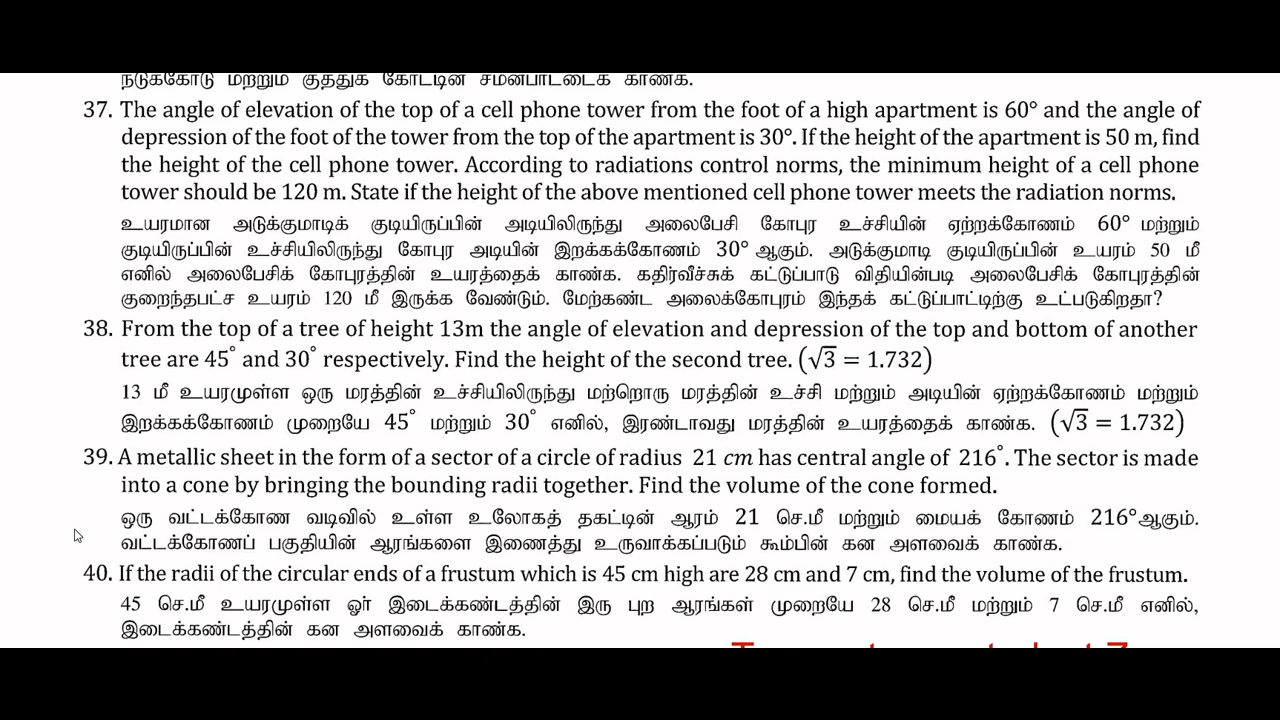 நடுக்கோடு மற்றும் குத்துக் கோட்டின் சமன்பாட்டைக் காண்க.
37. The angle of elevation of the top of a cell phone tower from the foot of a high apartment is 60° and the angle of
depression of the foot of the tower from the top of the apartment is 30°. If the height of the apartment is 50 m, find
the height of the cell phone tower. According to radiations control norms, the minimum height of a cell phone
tower should be 120 m. State if the height of the above mentioned cell phone tower meets the radiation norms.
உயரமான அடுக்குமாடிக் குடியிருப்பின் அடியிலிருந்து அலைபேசி கோபுர உச்சியின் ஏற்றக்கோணம் 60° மற்றும்
குடியிருப்பின் உச்சியிலிருந்து கோபுர அடியின் இறக்கக்கோணம் 30° ஆகும். அடுக்குமாடி குடியிருப்பின் உயரம் 50 மீ
எனில் அலைபேசிக் கோபுரத்தின் உயரத்தைக் காண்க. கதிர்வீச்சுக் கட்டுப்பாடு விதியின்படி அலைபேசிக் கோபுரத்தின்
குறைந்தபட்ச உயரம் 120 மீ இருக்க வேண்டும். மேற்கண்ட அலைக்கோபுரம் இந்தக் கட்டுப்பாட்டிற்கு உட்படுகிறதா?
38. From the top of a tree of height 13m the angle of elevation and depression of the top and bottom of another
tree are 45° and 30° respectively. Find the height of the second tree. (√3 = 1.732)
13 மீ உயரமுள்ள ஒரு மரத்தின் உச்சியிலிருந்து மற்றொரு மரத்தின் உச்சி மற்றும் அடியின் ஏற்றக்கோணம் மற்றும்
இறக்கக்கோணம் முறையே 45° மற்றும் 30° எனில், இரண்டாவது மரத்தின் உயரத்தைக் காண்க. (√3 = 1.732)
39. A metallic sheet in the form of a sector of a circle of radius 21 cm has central angle of 216°. The sector is made
into a cone by bringing the bounding radii together. Find the volume of the cone formed.
ஒரு வட்டக்கோண வடிவில் உள்ள உலோகத் தகட்டின் ஆரம் 21 செ.மீ மற்றும் மையக் கோணம் 216°ஆகும்.
வட்டக்கோணப் பகுதியின் ஆரங்களை இணைத்து உருவாக்கப்படும் கூம்பின் கன அளவைக் காண்க.
40. If the radii of the circular ends of a frustum which is 45 cm high are 28 cm and 7 cm, find the volume of the frustum.
45 செ.மீ உயரமுள்ள ஓர் இடைக்கண்டத்தின் இரு புற ஆரங்கள் முறையே 28 செ.மீ மற்றும் 7 செ.மீ எனில்,
இடைக்கண்டத்தின் கன அளவைக் காண்க.